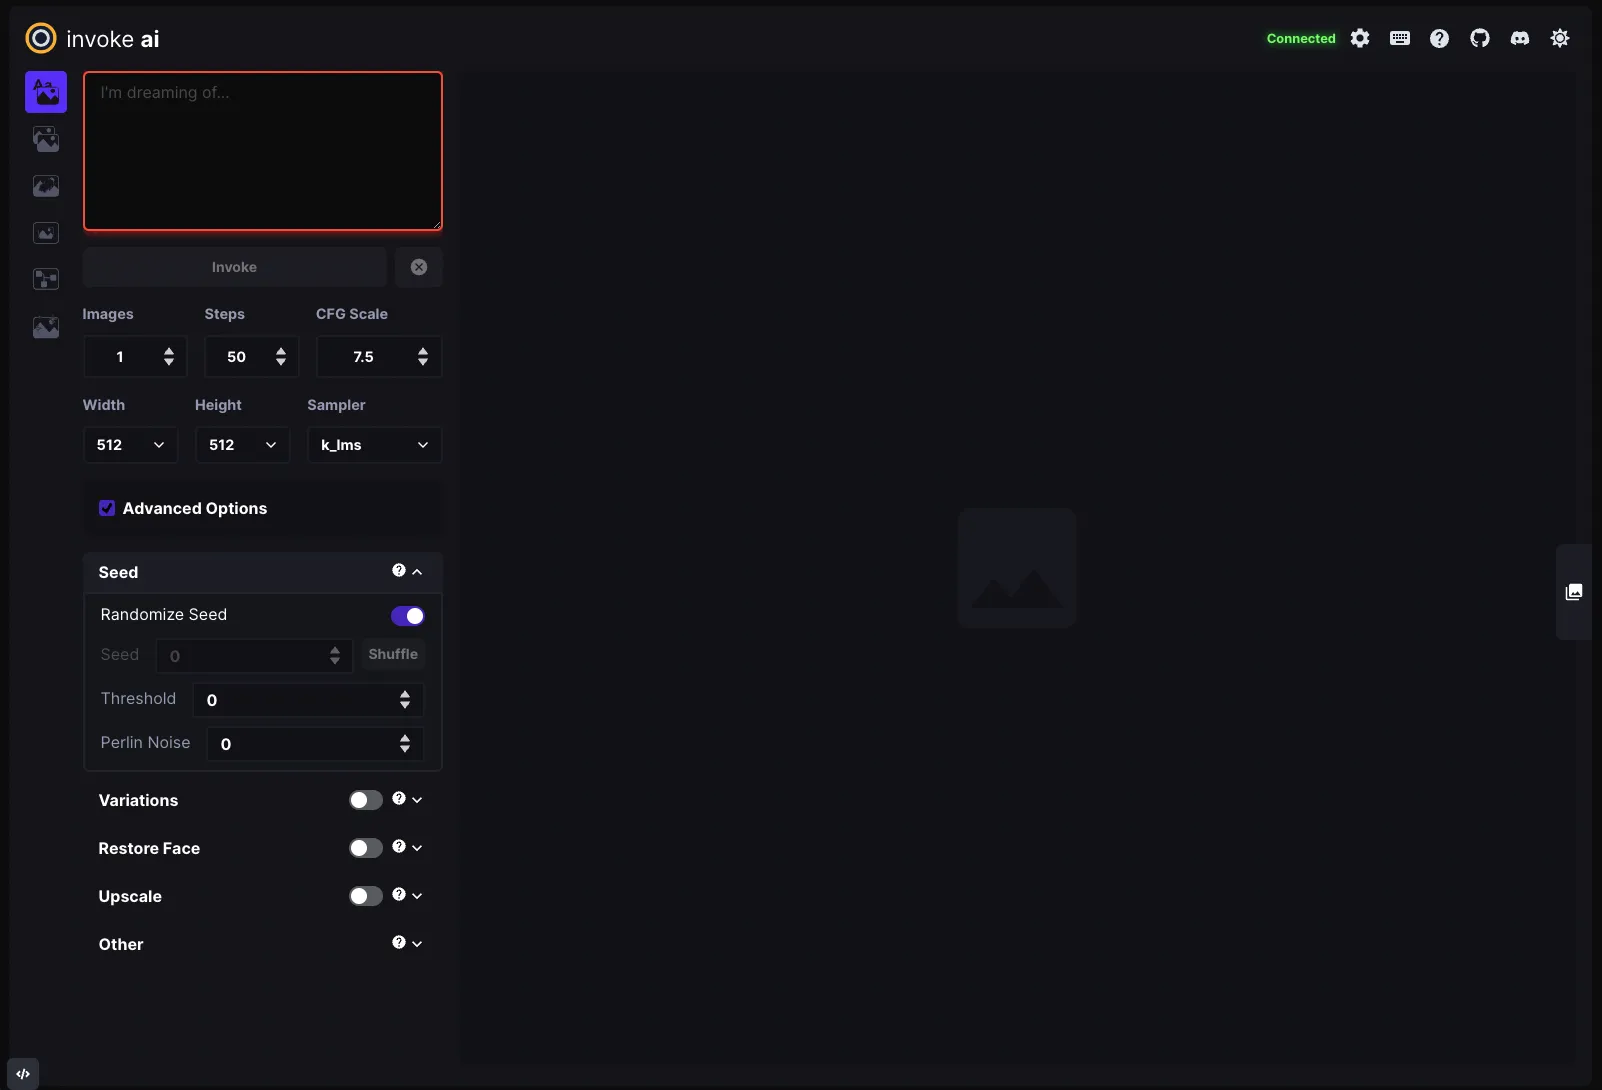 invoke ai
Connected
I'm dreaming of...
Invoke
Images Steps CFG Scale
1 50 7.5
Width Height Sampler
512 512 k_lms
Advanced Options
Seed
Randomize Seed
Seed 0 Shuffle
Threshold 0
Perlin Noise 0
Variations
Restore Face
Upscale
Other